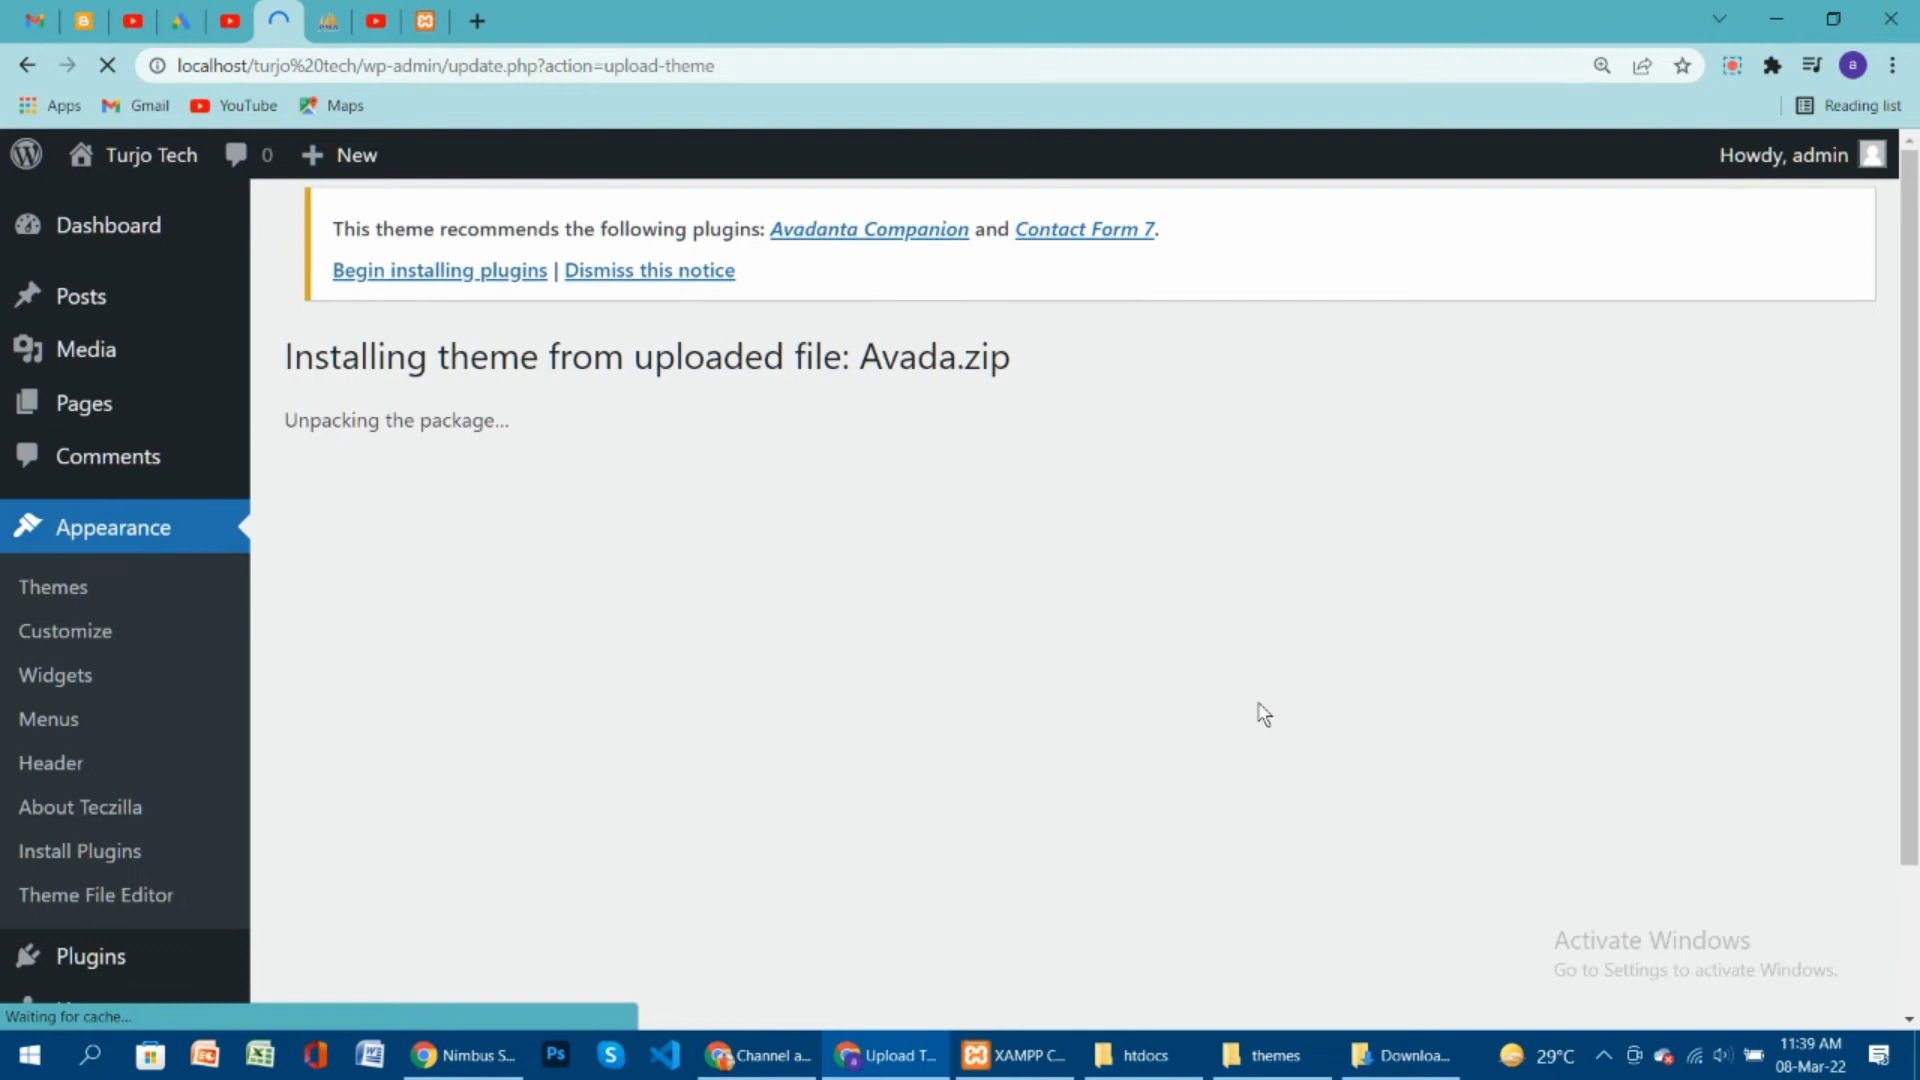 localhost/turjo%20tech/wp-admin/update.php?action=upload-theme
a
Apps
Gmail
YouTube
Maps
Reading list
Turjo Tech
0
New
Howdy, admin
Dashboard
Posts
Media
Pages
Comments
Appearance
Themes
Customize
Widgets
Menus
Header
About Teczilla
Install Plugins
Theme File Editor
Plugins
This theme recommends the following plugins: Avadanta Companion and Contact Form 7.
Begin installing plugins | Dismiss this notice
Installing theme from uploaded file: Avada.zip
Unpacking the package...
Activate Windows
Go to Settings to activate Windows.
Waiting for cache...
Nimbus S...
Ps
Channel a...
Upload T...
XAMPP C...
htdocs
themes
Downloa...
29°C
11:39 AM
08-Mar-22